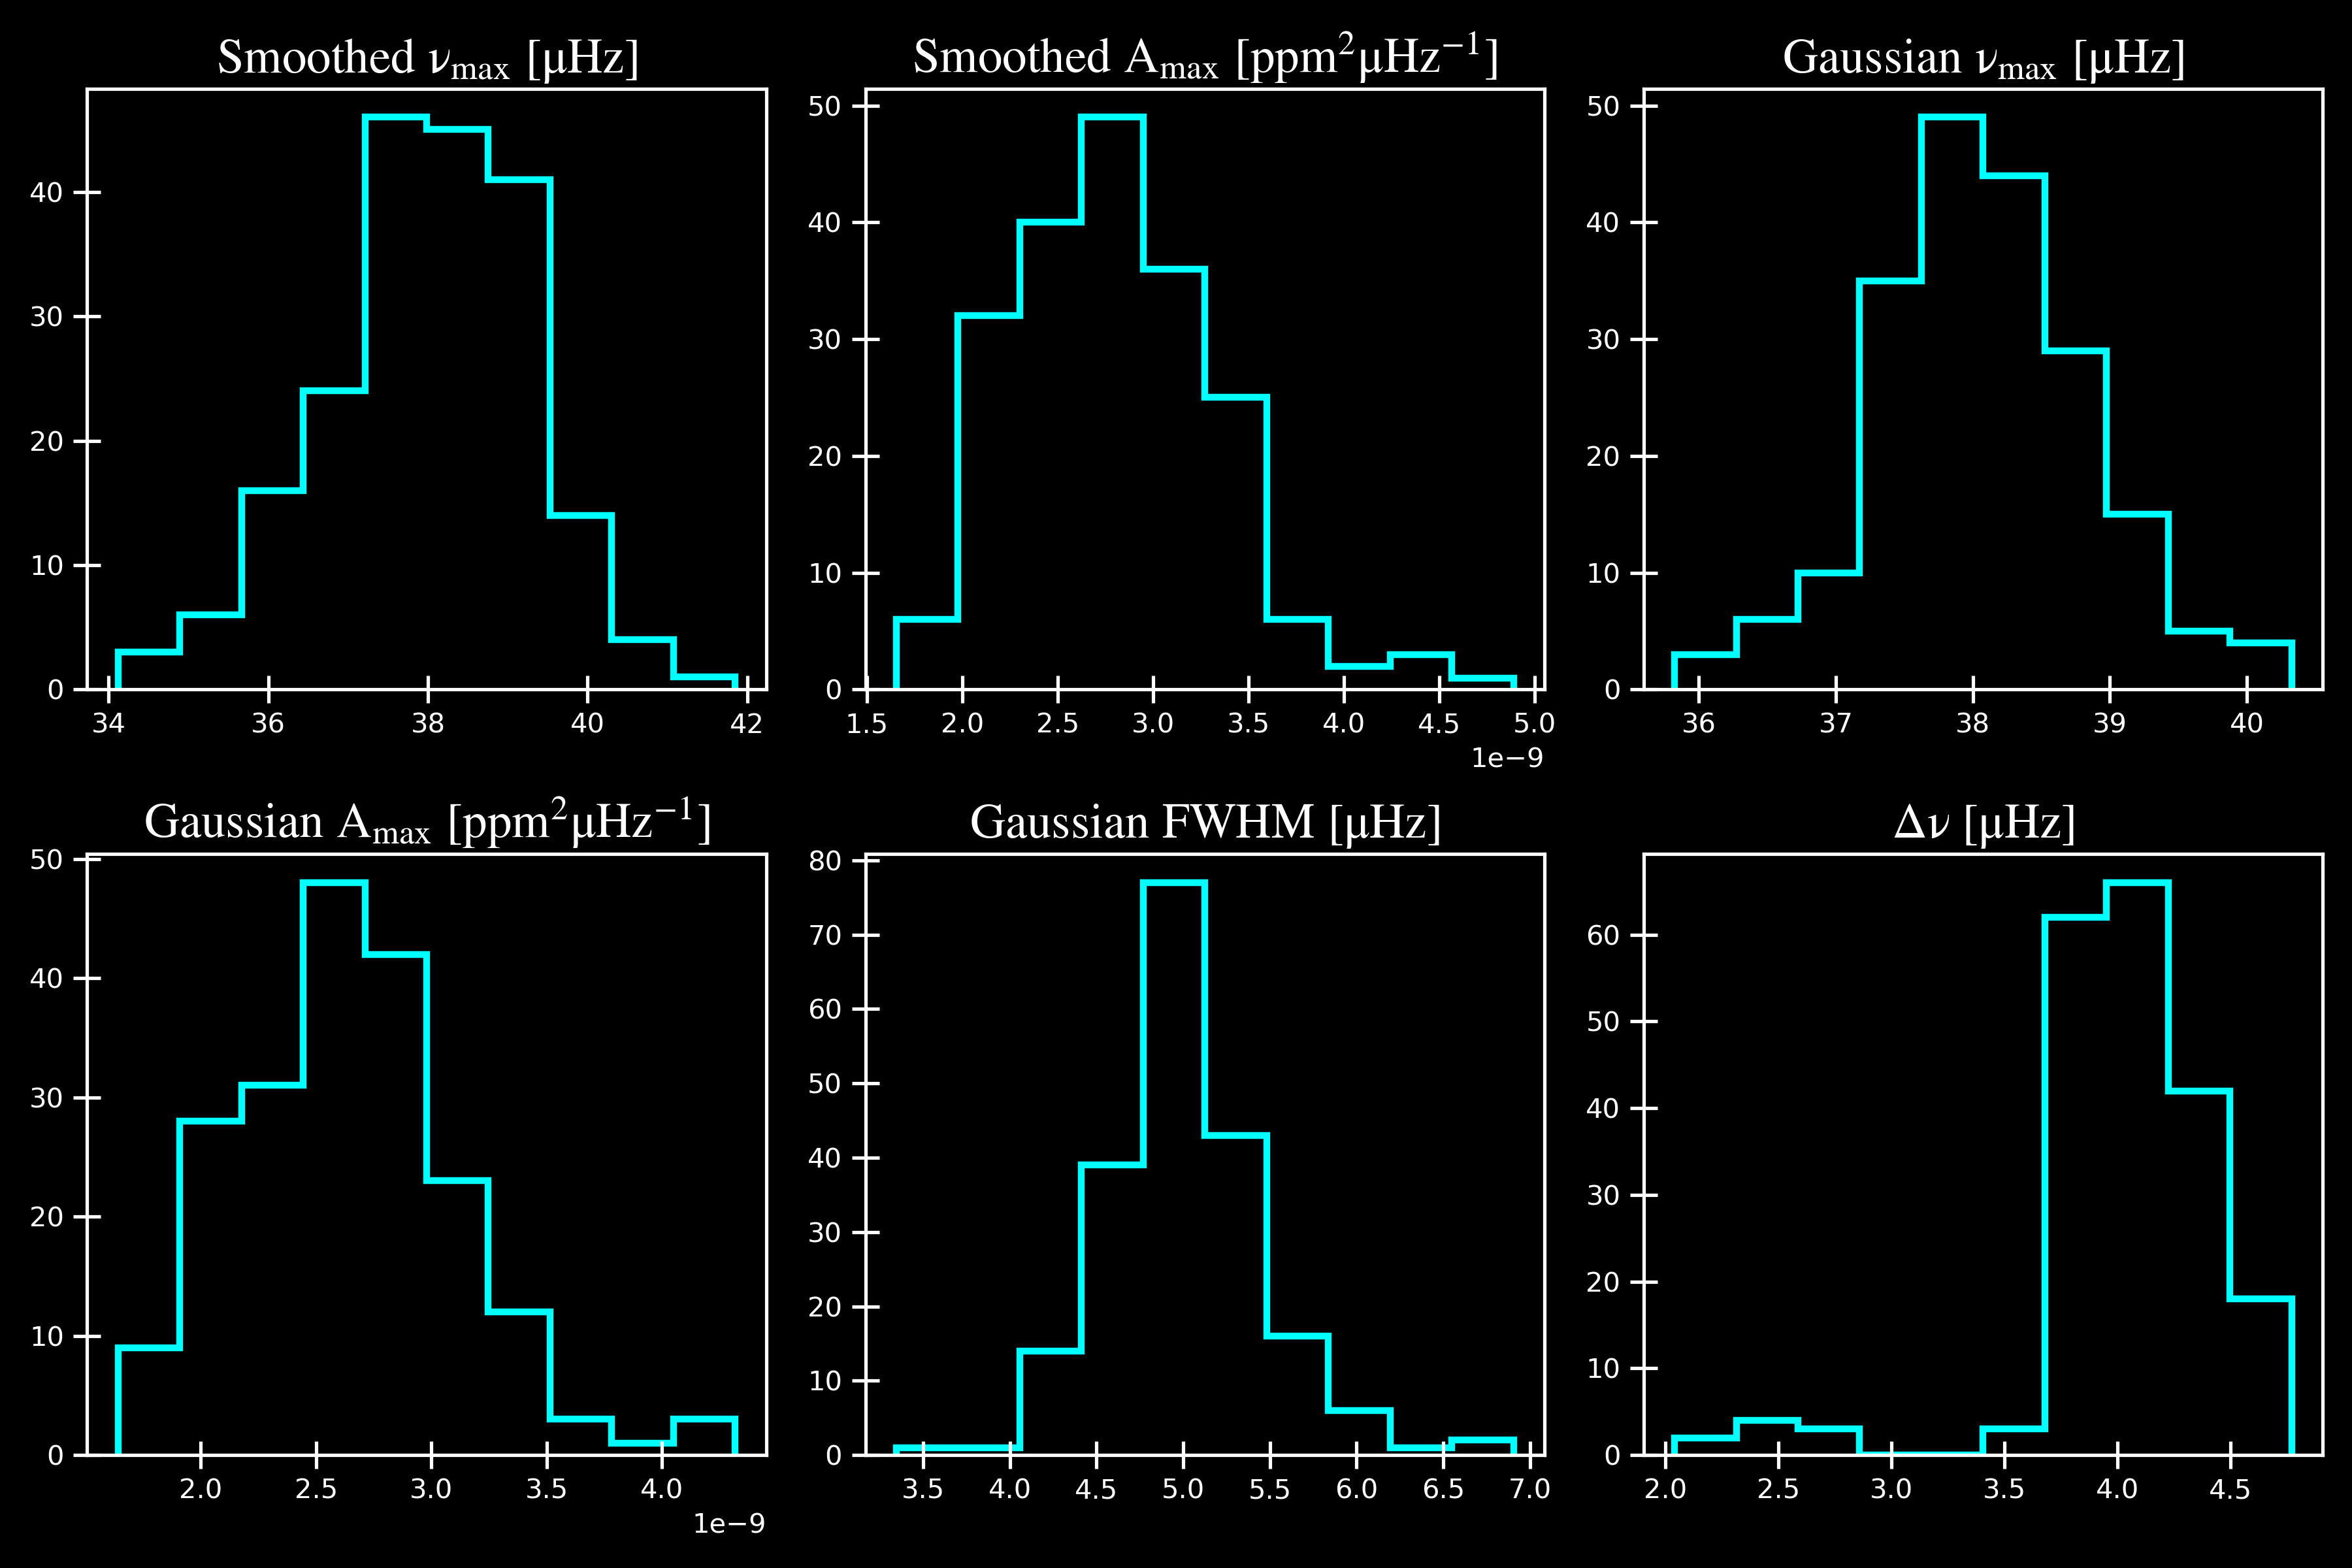 Smoothed νmax [μHz]
Smoothed Amax [ppm²μHz⁻¹]
Gaussian νmax [μHz]
40
30
20
10
0
34 36 38 40 42
50
40
30
20
10
0
1.5 2.0 2.5 3.0 3.5 4.0 4.5 5.0
1e−9
50
40
30
20
10
0
36 37 38 39 40
Gaussian Amax [ppm²μHz⁻¹]
Gaussian FWHM [μHz]
Δν [μHz]
50
40
30
20
10
0
2.0 2.5 3.0 3.5 4.0
1e−9
80
70
60
50
40
30
20
10
0
3.5 4.0 4.5 5.0 5.5 6.0 6.5 7.0
60
50
40
30
20
10
0
2.0 2.5 3.0 3.5 4.0 4.5